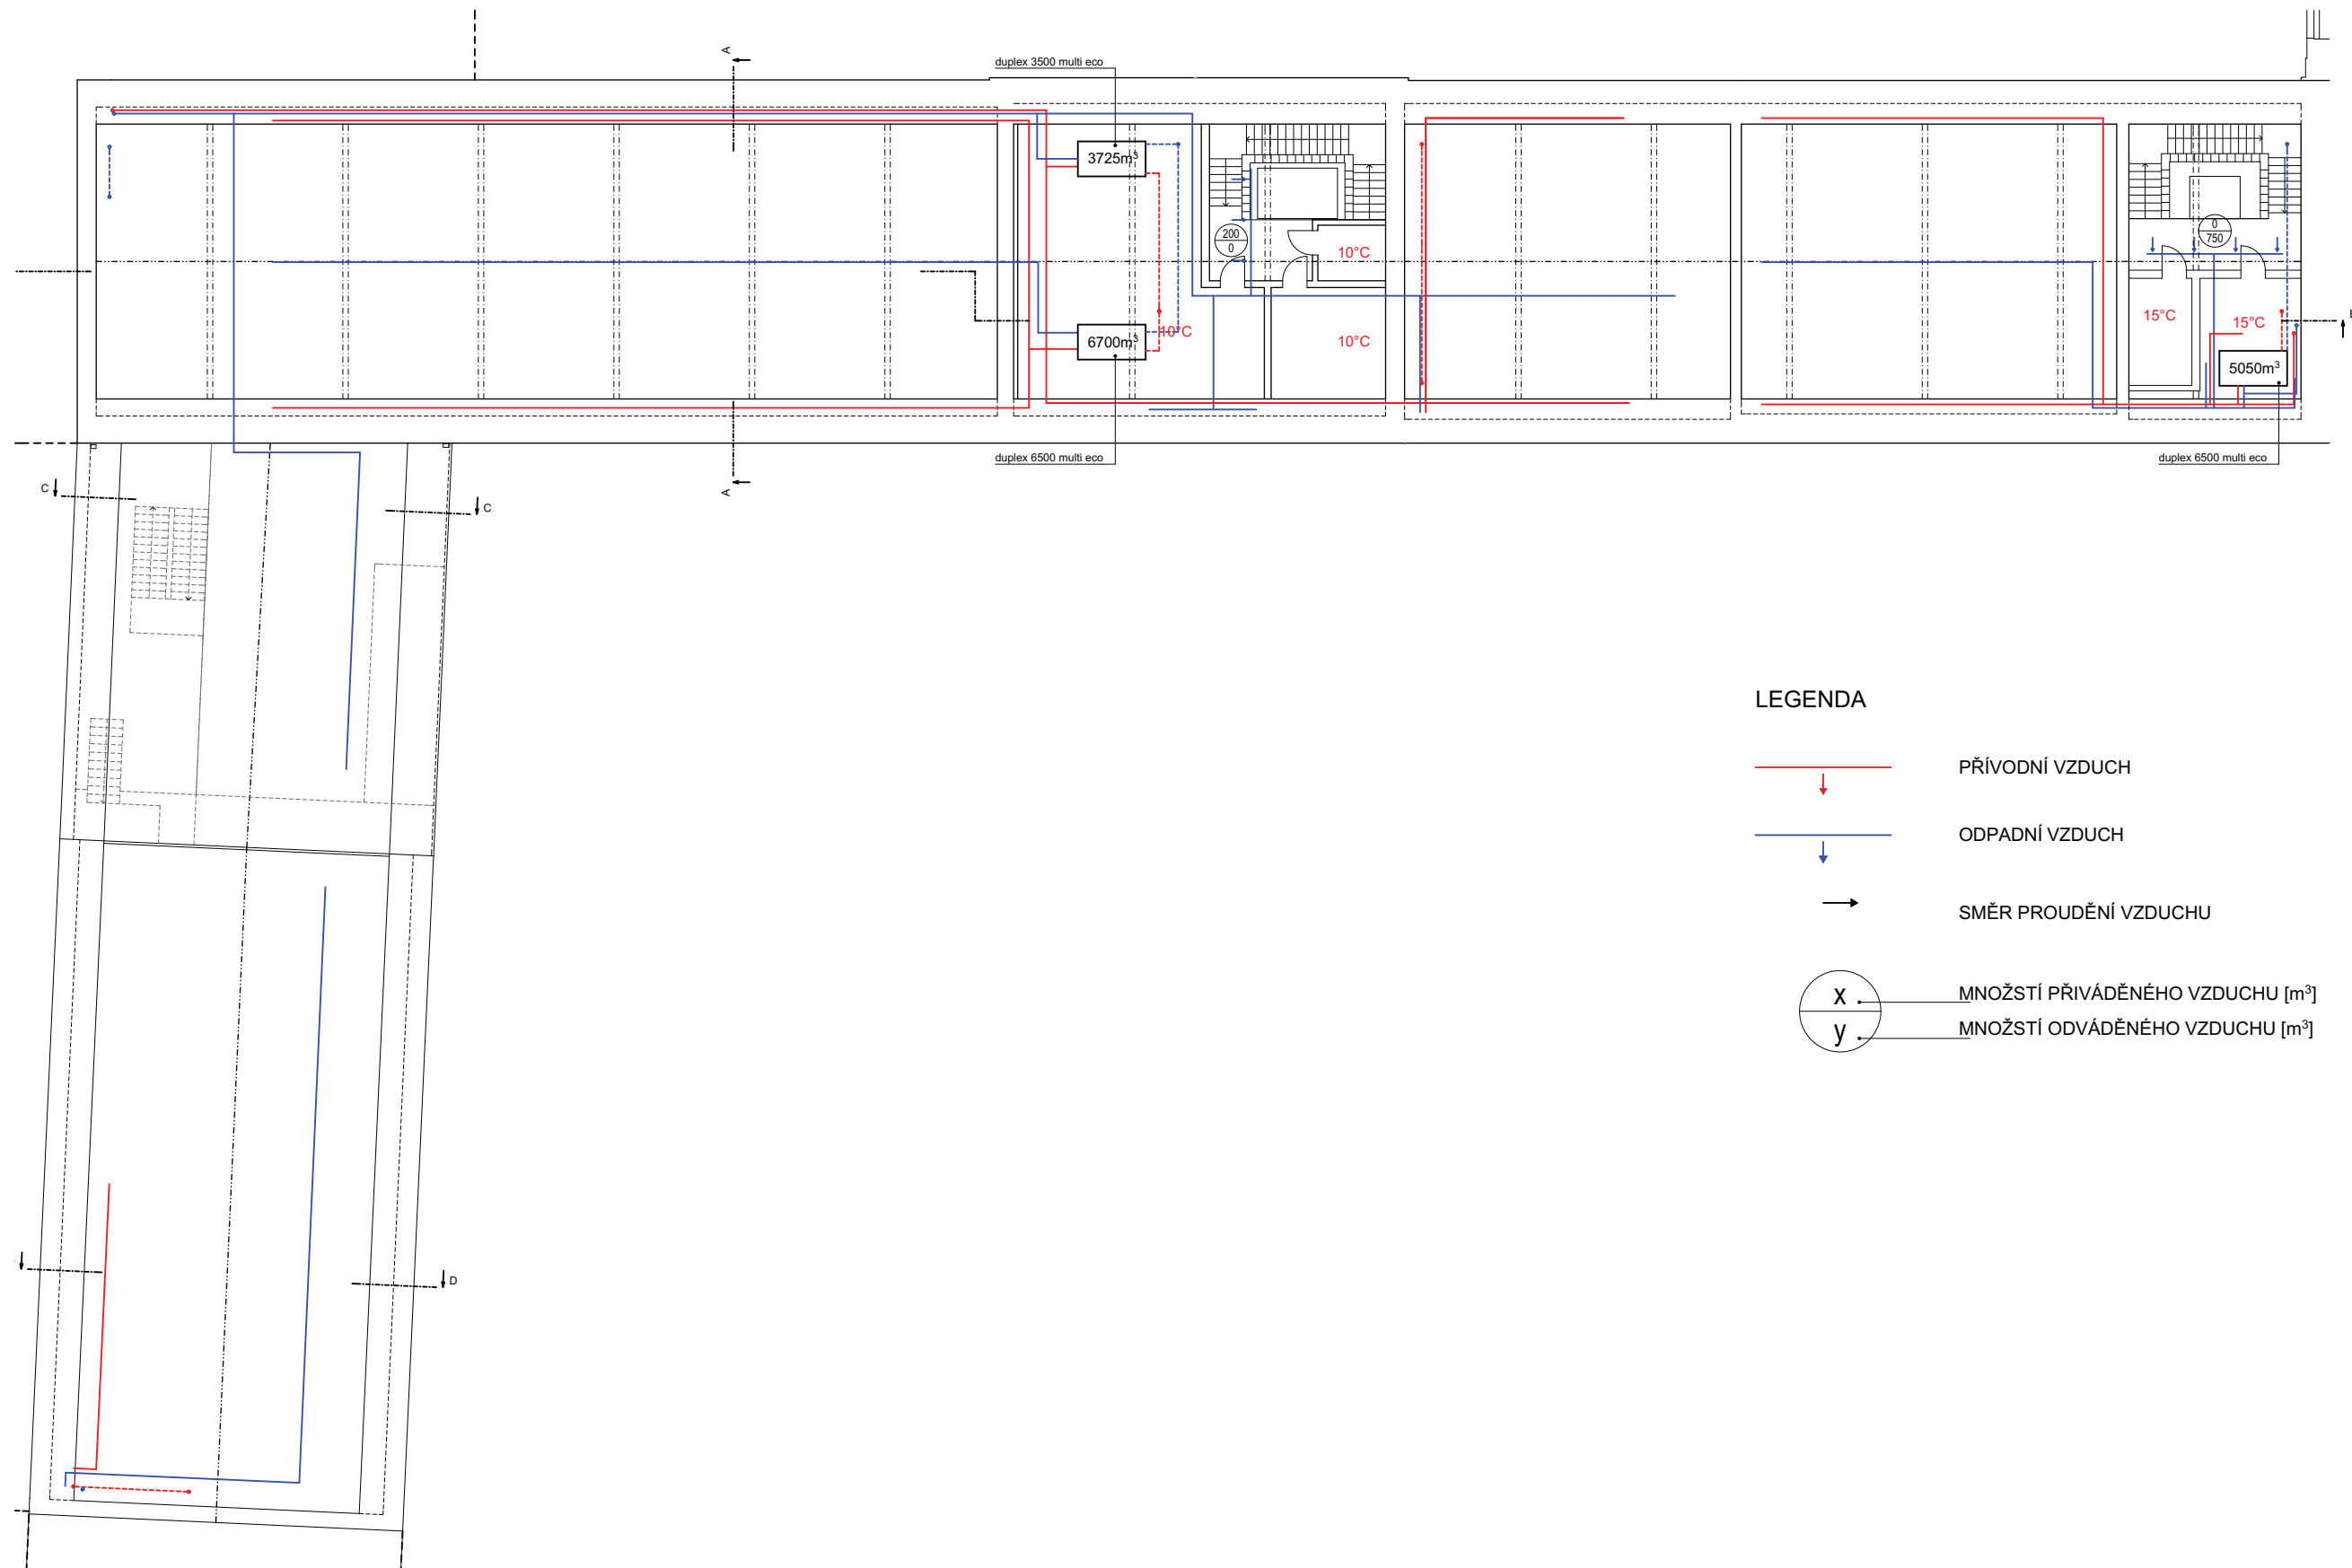 A
duplex 3500 multi eco
3725m³
200
0
0
750
10°C
10°C
10°C
6700m³
10°C
15°C
15°C
5050m³
duplex 6500 multi eco
duplex 6500 multi eco
A
C
C
LEGENDA
PŘÍVODNÍ VZDUCH
ODPADNÍ VZDUCH
SMĚR PROUDĚNÍ VZDUCHU
x
MNOŽSTÍ PŘIVÁDĚNÉHO VZDUCHU [m³]
y
MNOŽSTÍ ODVÁDĚNÉHO VZDUCHU [m³]
D